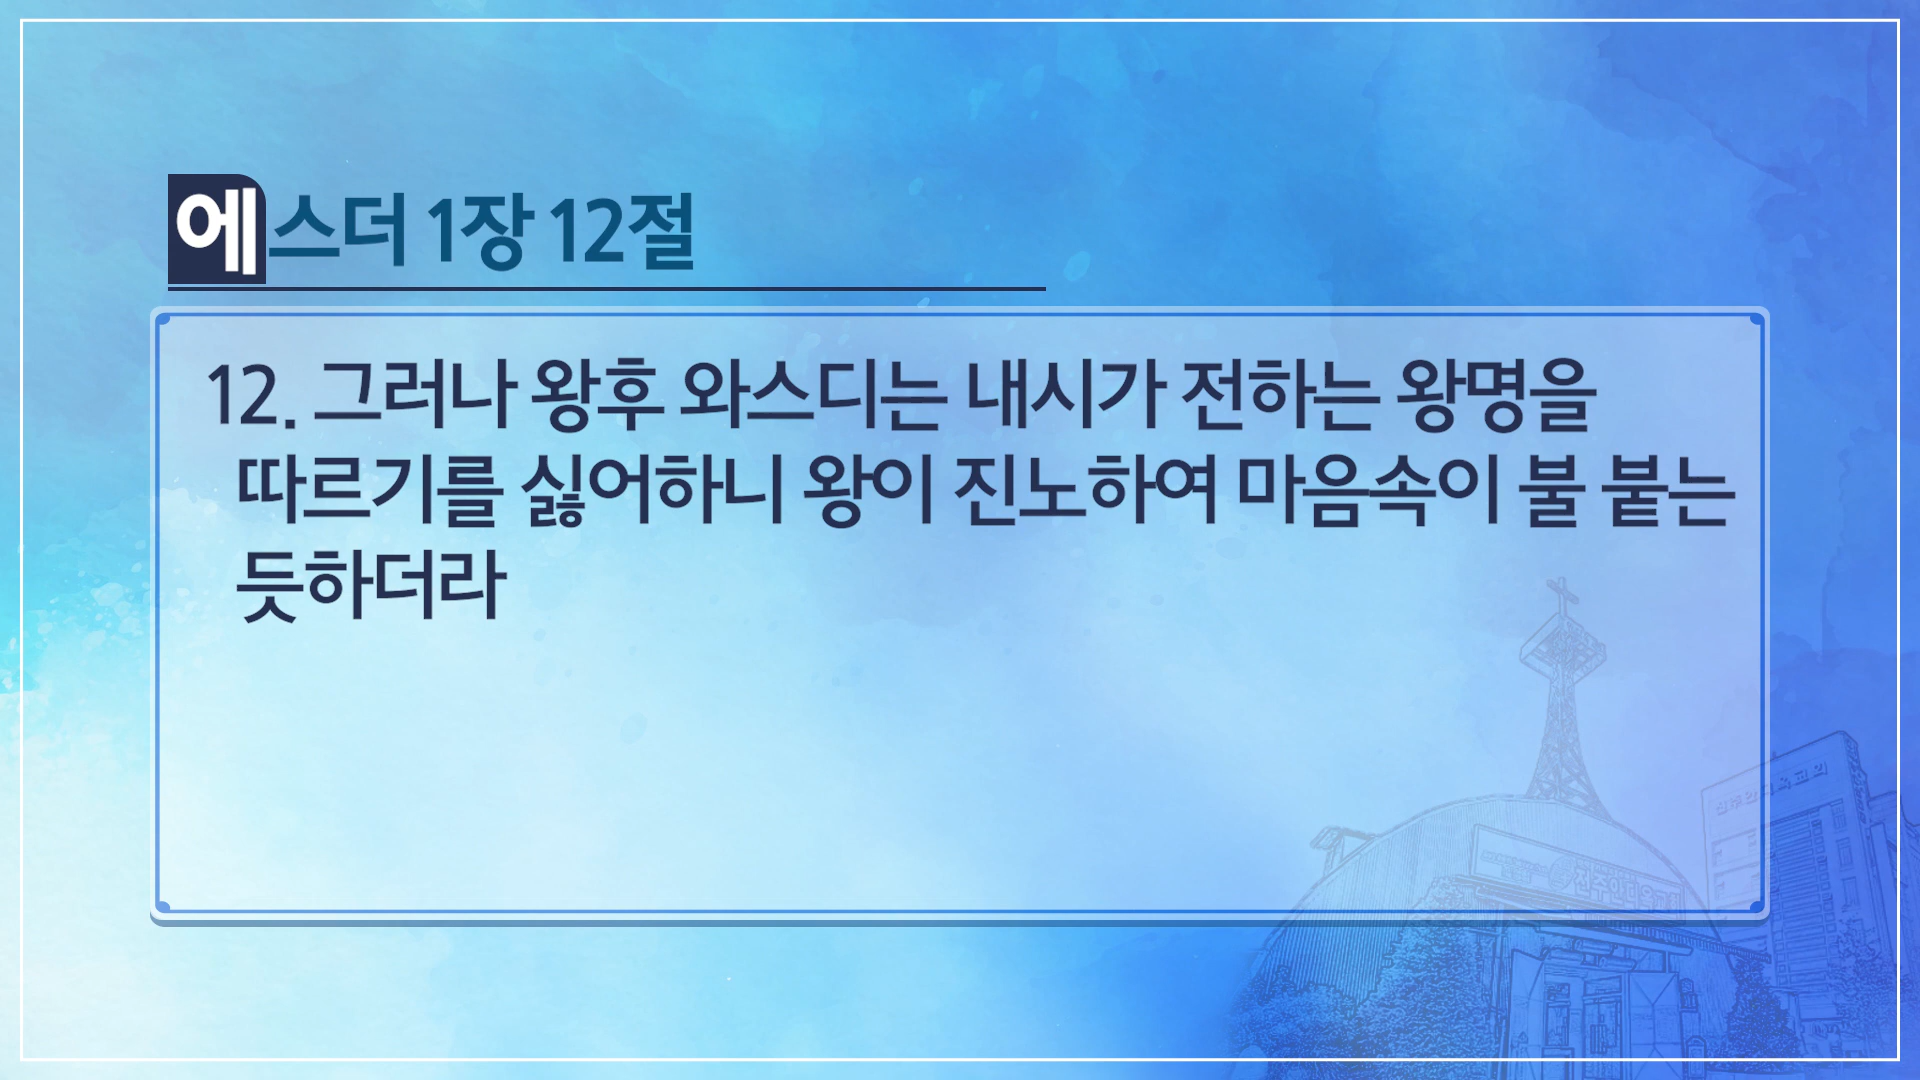 에스더 1장 12절
12. 그러나 왕후 와스디는 내시가 전하는 왕명을
따르기를 싫어하니 왕이 진노하여 마음속이 불 붙는
듯하더라